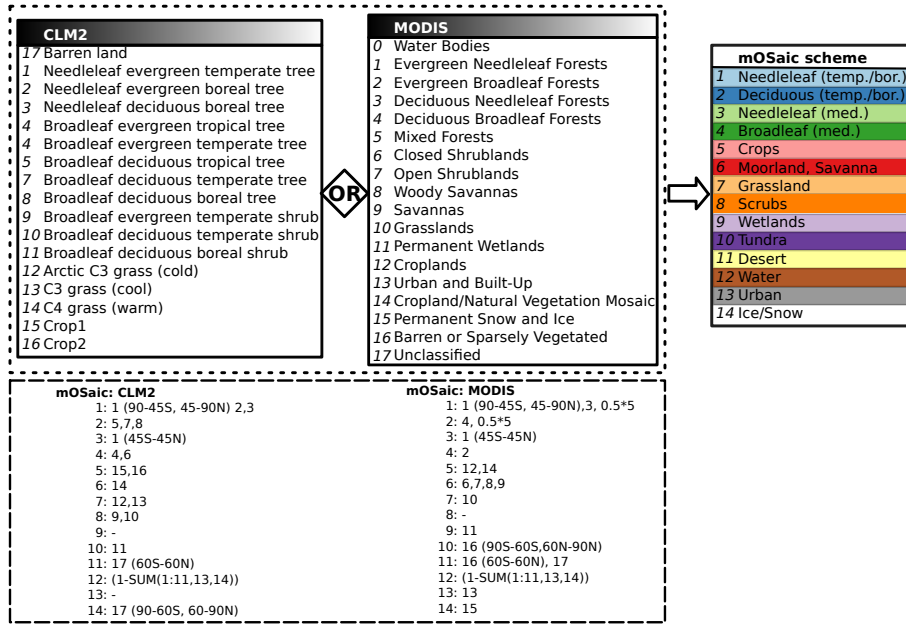 CLM2
17 Barren land
1 Needleleaf evergreen temperate tree
2 Needleleaf evergreen boreal tree
3 Needleleaf deciduous boreal tree
4 Broadleaf evergreen tropical tree
4 Broadleaf evergreen temperate tree
5 Broadleaf deciduous tropical tree
7 Broadleaf deciduous temperate tree
8 Broadleaf deciduous boreal tree
9 Broadleaf evergreen temperate shrub
10 Broadleaf deciduous temperate shrub
11 Broadleaf deciduous boreal shrub
12 Arctic C3 grass (cold)
13 C3 grass (cool)
14 C4 grass (warm)
15 Crop1
16 Crop2
OR
MODIS
0 Water Bodies
1 Evergreen Needleleaf Forests
2 Evergreen Broadleaf Forests
3 Deciduous Needleleaf Forests
4 Deciduous Broadleaf Forests
5 Mixed Forests
6 Closed Shrublands
7 Open Shrublands
8 Woody Savannas
9 Savannas
10 Grasslands
11 Permanent Wetlands
12 Croplands
13 Urban and Built-Up
14 Cropland/Natural Vegetation Mosaic
15 Permanent Snow and Ice
16 Barren or Sparsely Vegetated
17 Unclassified
mOSaic scheme
1 Needleleaf (temp./bor.)
2 Deciduous (temp./bor.)
3 Needleleaf (med.)
4 Broadleaf (med.)
5 Crops
6 Moorland, Savanna
7 Grassland
8 Scrubs
9 Wetlands
10 Tundra
11 Desert
12 Water
13 Urban
14 Ice/Snow
mOSaic: CLM2
1: 1 (90-45S, 45-90N) 2,3
2: 5,7,8
3: 1 (45S-45N)
4: 4,6
5: 15,16
6: 14
7: 12,13
8: 9,10
9: -
10: 11
11: 17 (60S-60N)
12: (1-SUM(1:11,13,14))
13: -
14: 17 (90-60S, 60-90N)
mOSaic: MODIS
1: 1 (90-45S, 45-90N),3, 0.5*5
2: 4, 0.5*5
3: 1 (45S-45N)
4: 2
5: 12,14
6: 6,7,8,9
7: 10
8: -
9: 11
10: 16 (90S-60S,60N-90N)
11: 16 (60S-60N), 17
12: (1-SUM(1:11,13,14))
13: 13
14: 15